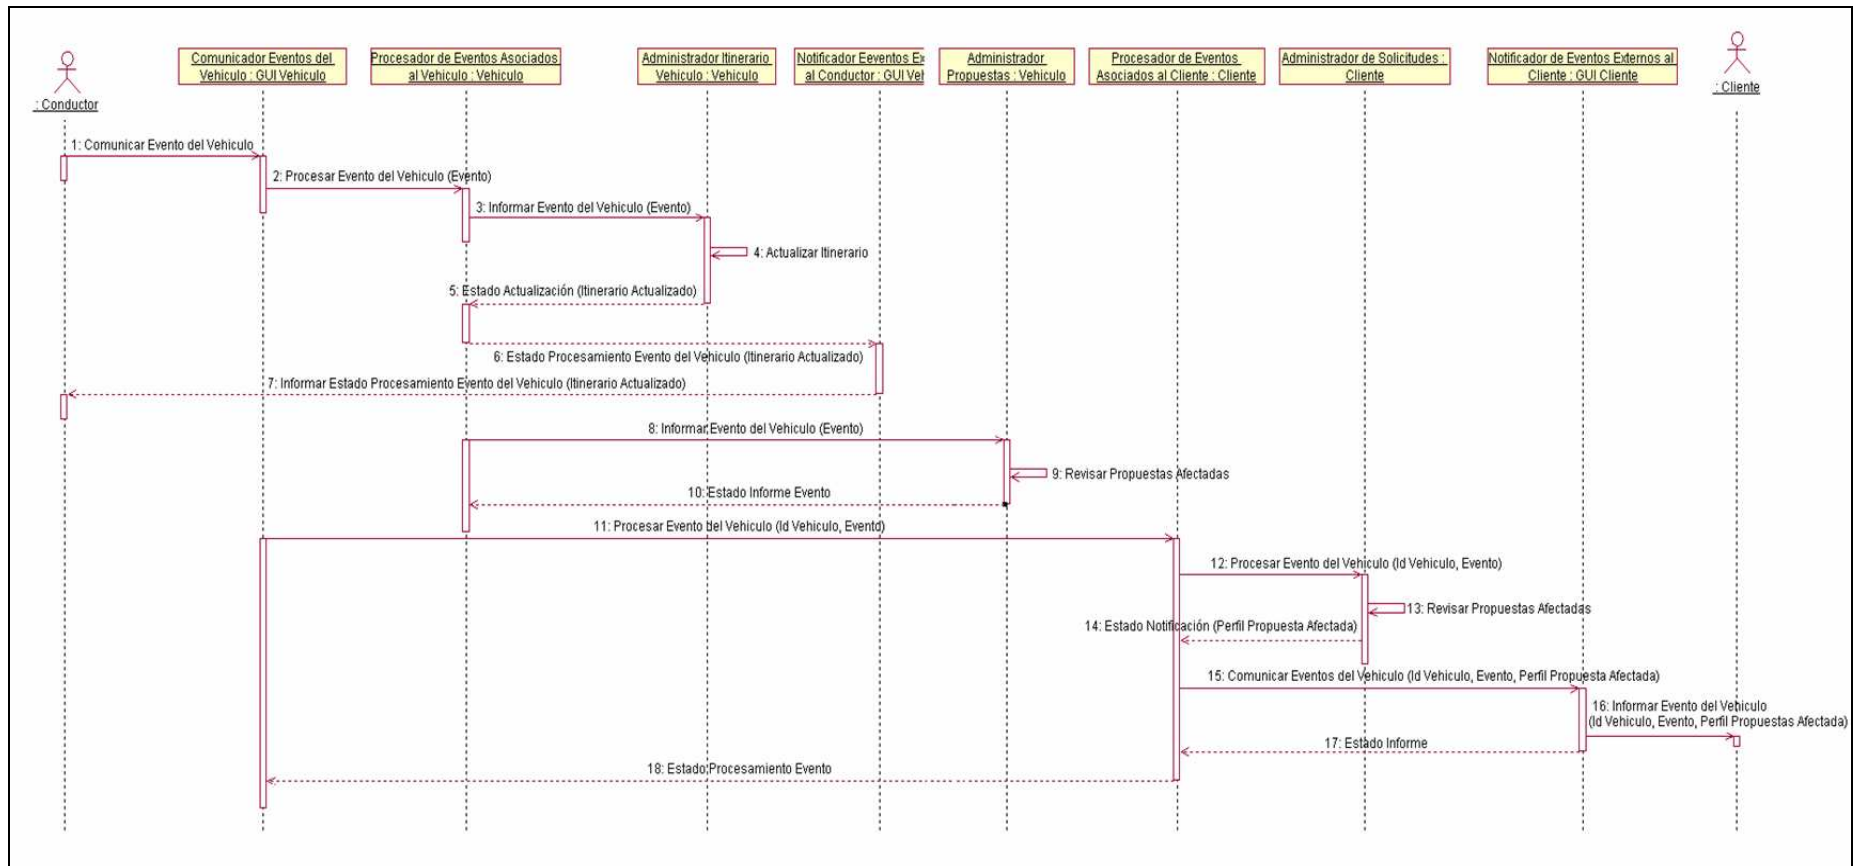 : Conductor
Comunicador Eventos del
Vehiculo : GUI Vehiculo
Procesador de Eventos Asociados
al Vehiculo : Vehiculo
Administrador Itinerario
Vehiculo : Vehiculo
Notificador Eeventos Ex
al Conductor : GUI Veh
Administrador
Propuestas : Vehiculo
Procesador de Eventos
Asociados al Cliente : Cliente
Administrador de Solicitudes :
Cliente
Notificador de Eventos Externos al
Cliente : GUI Cliente
: Cliente
1: Comunicar Evento del Vehiculo
2: Procesar Evento del Vehiculo (Evento)
3: Informar Evento del Vehiculo (Evento)
4: Actualizar Itinerario
5: Estado Actualización (Itinerario Actualizado)
6: Estado Procesamiento Evento del Vehiculo (Itinerario Actualizado)
7: Informar Estado Procesamiento Evento del Vehiculo (Itinerario Actualizado)
8: Informar Evento del Vehiculo (Evento)
9: Revisar Propuestas Afectadas
10: Estado Informe Evento
11: Procesar Evento del Vehiculo (Id Vehiculo, Evento)
12: Procesar Evento del Vehiculo (Id Vehiculo, Evento)
13: Revisar Propuestas Afectadas
14: Estado Notificación (Perfil Propuesta Afectada)
15: Comunicar Eventos del Vehiculo (Id Vehiculo, Evento, Perfil Propuesta Afectada)
16: Informar Evento del Vehiculo
(Id Vehiculo, Evento, Perfil Propuestas Afectada)
17: Estado Informe
18: Estado Procesamiento Evento